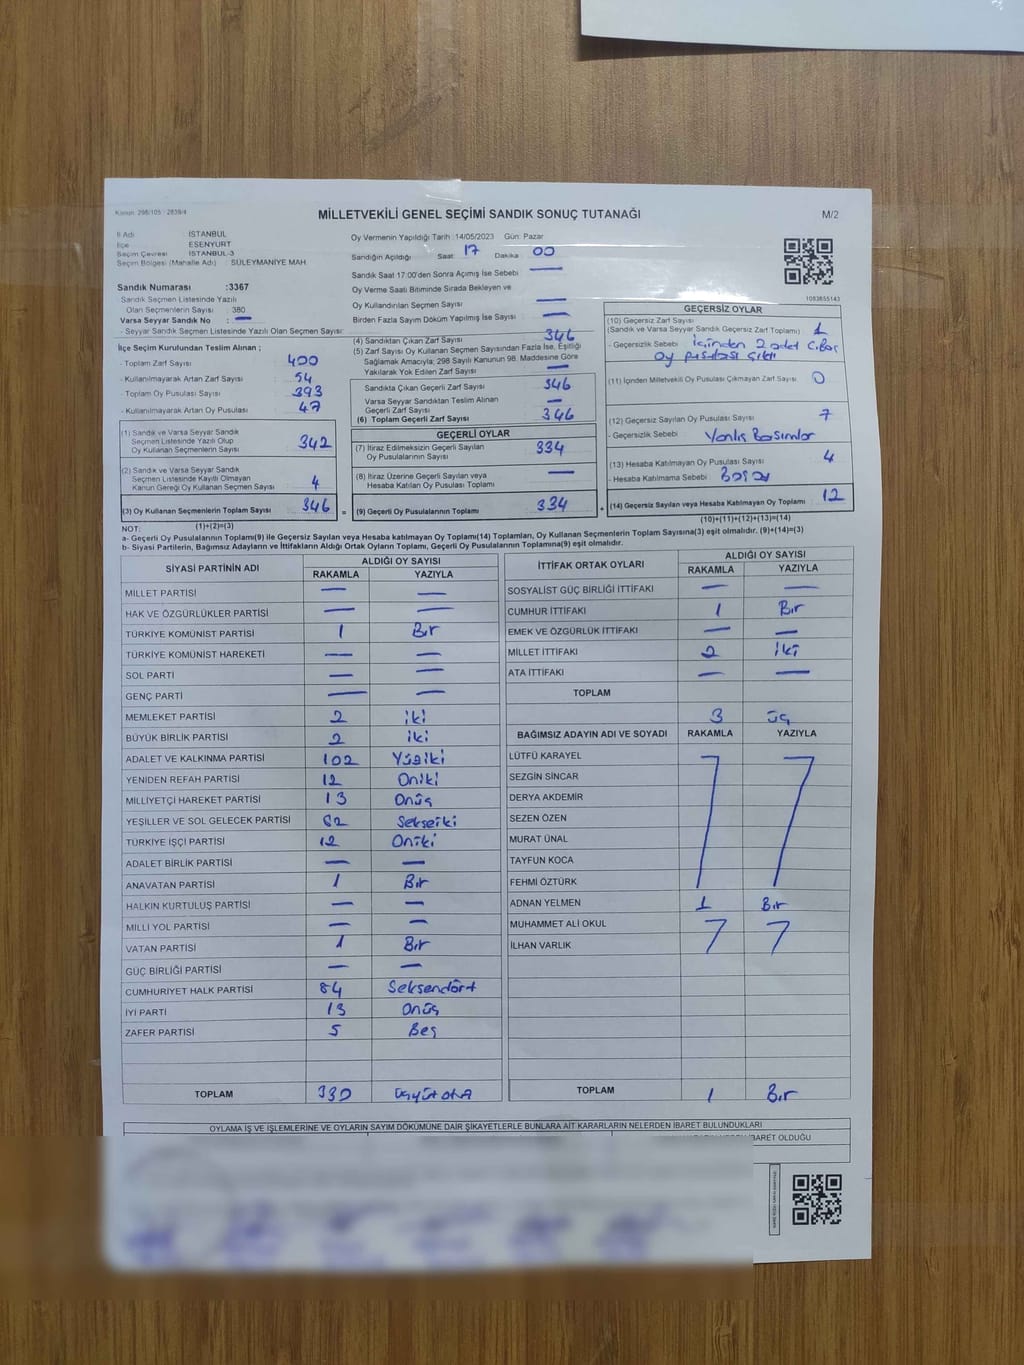 Kanun: 298/105 - 2839/4
MİLLETVEKİLİ GENEL SEÇİMİ SANDIK SONUÇ TUTANAĞI
M/2
İl Adı : İSTANBUL
İlçe : ESENYURT
Seçim Çevresi : İSTANBUL-3
Seçim Bölgesi (Mahalle Adı) : SÜLEYMANİYE MAH.
Sandık Numarası :3367
Sandık Seçmen Listesinde Yazılı
Olan Seçmenlerin Sayısı : 380
Varsa Seyyar Sandık No : —
- Seyyar Sandık Seçmen Listesinde Yazılı Olan Seçmen Sayısı:
Oy Vermenin Yapıldığı Tarih :14/05/2023 Gün: Pazar
Sandığın Açıldığı Saat 17 Dakika 00
Sandık Saat 17:00'den Sonra Açımış İse Sebebi —
Oy Verme Saati Bitiminde Sırada Bekleyen ve
Oy Kullandırılan Seçmen Sayısı —
Birden Fazla Sayım Döküm Yapılmış İse Sayısı —
1083655143
İlçe Seçim Kurulundan Teslim Alınan ;
- Toplam Zarf Sayısı 400
- Kullanılmayarak Artan Zarf Sayısı 54
- Toplam Oy Pusulası Sayısı 393
- Kullanılmayarak Artan Oy Pusulası 47
(1) Sandık ve Varsa Seyyar Sandık
Seçmen Listesinde Yazılı Olup
Oy Kullanan Seçmenlerin Sayısı 342
(2) Sandık ve Varsa Seyyar Sandık
Seçmen Listesinde Kayıtlı Olmayan
Kanun Gereği Oy Kullanan Seçmen Sayısı 4
(3) Oy Kullanan Seçmenlerin Toplam Sayısı 346 =
(1)+(2)=(3)
(4) Sandıktan Çıkan Zarf Sayısı 346
(5) Zarf Sayısı Oy Kullanan Seçmen Sayısından Fazla İse, Eşitliği
Sağlamak Amacıyla; 298 Sayılı Kanunun 98. Maddesine Göre
Yakılarak Yok Edilen Zarf Sayısı —
Sandıkta Çıkan Geçerli Zarf Sayısı 346
Varsa Seyyar Sandıktan Teslim Alınan
Geçerli Zarf Sayısı —
(6) Toplam Geçerli Zarf Sayısı 346
GEÇERLİ OYLAR
(7) İtiraz Edilmeksizin Geçerli Sayılan
Oy Pusulalarının Sayısı 334
(8) İtiraz Üzerine Geçerli Sayılan veya
Hesaba Katılan Oy Pusulası Toplamı —
(9) Geçerli Oy Pusulalarının Toplamı 334 +
GEÇERSİZ OYLAR
(10) Geçersiz Zarf Sayısı
(Sandık ve Varsa Seyyar Sandık Geçersiz Zarf Toplamı) 1
- Geçersizlik Sebebi İçinden 2 adet C.Baş
oy pusulası çıktı
(11) İçinden Milletvekili Oy Pusulası Çıkmayan Zarf Sayısı 0
(12) Geçersiz Sayılan Oy Pusulası Sayısı 7
- Geçersizlik Sebebi Yanlış Basımlar
(13) Hesaba Katılmayan Oy Pusulası Sayısı 4
- Hesaba Katılmama Sebebi
(14) Geçersiz Sayılan veya Hesaba Katılmayan Oy Toplamı 12
(10)+(11)+(12)+(13)=(14)
NOT:
a- Geçerli Oy Pusulalarının Toplamı(9) ile Geçersiz Sayılan veya Hesaba Katılmayan Oy Toplamı(14) Toplamları, Oy Kullanan Seçmenlerin Toplam Sayısına(3) eşit olmalıdır. (9)+(14)=(3)
b- Siyasi Partilerin, Bağımsız Adayların ve İttifakların Aldığı Ortak Oyların Toplamı, Geçerli Oy Pusulalarının Toplamına(9) eşit olmalıdır.
SİYASİ PARTİNİN ADI ALDIĞI OY SAYISI
RAKAMLA YAZIYLA
MİLLET PARTİSİ — —
HAK VE ÖZGÜRLÜKLER PARTİSİ — —
TÜRKİYE KOMÜNİST PARTİSİ 1 Bir
TÜRKİYE KOMÜNİST HAREKETİ — —
SOL PARTİ — —
GENÇ PARTİ — —
MEMLEKET PARTİSİ 2 iki
BÜYÜK BİRLİK PARTİSİ 2 iki
ADALET VE KALKINMA PARTİSİ 102 Yüziki
YENİDEN REFAH PARTİSİ 12 Oniki
MİLLİYETÇİ HAREKET PARTİSİ 13 Onüç
YEŞİLLER VE SOL GELECEK PARTİSİ 82 Sekseiki
TÜRKİYE İŞÇİ PARTİSİ 12 Oniki
ADALET BİRLİK PARTİSİ — —
ANAVATAN PARTİSİ 1 Bir
HALKIN KURTULUŞ PARTİSİ — —
MİLLİ YOL PARTİSİ — —
VATAN PARTİSİ 1 Bir
GÜÇ BİRLİĞİ PARTİSİ — —
CUMHURİYET HALK PARTİSİ 84 Seksendört
İYİ PARTİ 13 Onüç
ZAFER PARTİSİ 5 Beş
TOPLAM 330
İTTİFAK ORTAK OYLARI ALDIĞI OY SAYISI
RAKAMLA YAZIYLA
SOSYALİST GÜÇ BİRLİĞİ İTTİFAKI — —
CUMHUR İTTİFAKI 1 Bir
EMEK VE ÖZGÜRLÜK İTTİFAKI — —
MİLLET İTTİFAKI 2 iki
ATA İTTİFAKI — —
TOPLAM
3 üç
BAĞIMSIZ ADAYIN ADI VE SOYADI RAKAMLA YAZIYLA
LÜTFÜ KARAYEL
SEZGİN SİNCAR
DERYA AKDEMİR
SEZEN ÖZEN
MURAT ÜNAL
TAYFUN KOCA
FEHMİ ÖZTÜRK
ADNAN YELMEN 1 Bir
MUHAMMET ALİ OKUL
İLHAN VARLIK
TOPLAM 1 Bir
OYLAMA İŞ VE İŞLEMLERİNE VE OYLARIN SAYIM DÖKÜMÜNE DAİR ŞİKAYETLERLE BUNLARA AİT KARARLARIN NELERDEN İBARET BULUNDUKLARI
İBARET OLDUĞU